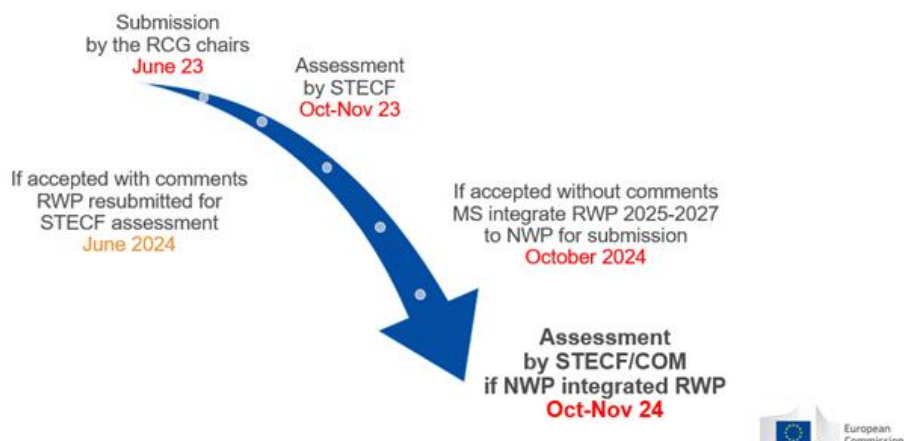 Submission
by the RCG chairs
June 23
Assessment
by STECF
Oct-Nov 23
If accepted with comments
RWP resubmitted for
STECF assessment
June 2024
If accepted without comments
MS integrate RWP 2025-2027
to NWP for submission
October 2024
Assessment
by STECF/COM
if NWP integrated RWP
Oct-Nov 24
European
Commission